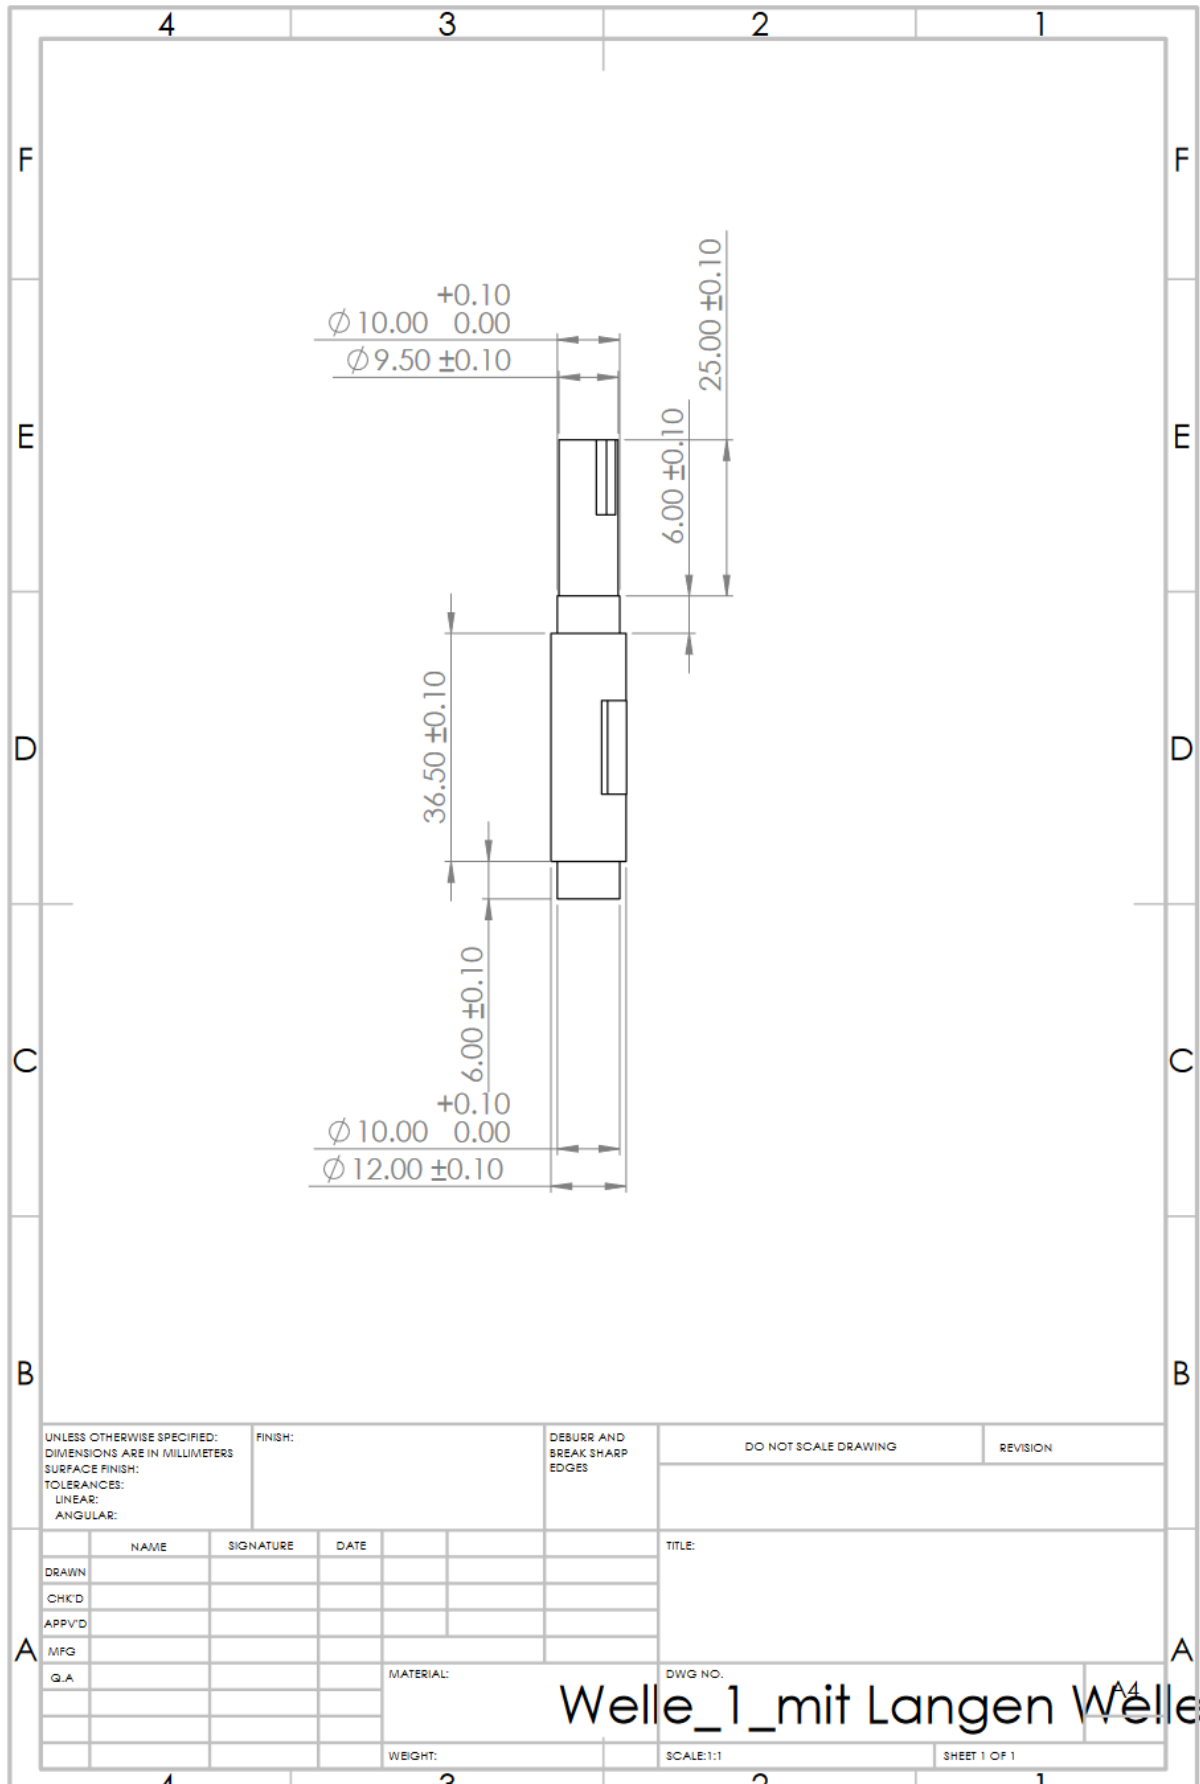 4 3 2 1
F F
+0.10
⌀10.00 0.00
⌀9.50 ±0.10
25.00 ±0.10
6.00 ±0.10
E E
36.50 ±0.10
D D
6.00 ±0.10
C C
+0.10
⌀10.00 0.00
⌀12.00 ±0.10
B B
UNLESS OTHERWISE SPECIFIED:
DIMENSIONS ARE IN MILLIMETERS
SURFACE FINISH:
TOLERANCES:
LINEAR:
ANGULAR:
FINISH:
DEBURR AND
BREAK SHARP
EDGES
DO NOT SCALE DRAWING
REVISION
NAME SIGNATURE DATE
TITLE:
DRAWN
CHK'D
APPV'D
MFG
Q.A
A A
MATERIAL:
DWG NO.
Welle_1_mit Langen Welle
A4
WEIGHT:
SCALE:1:1
SHEET 1 OF 1
4 3 2 1